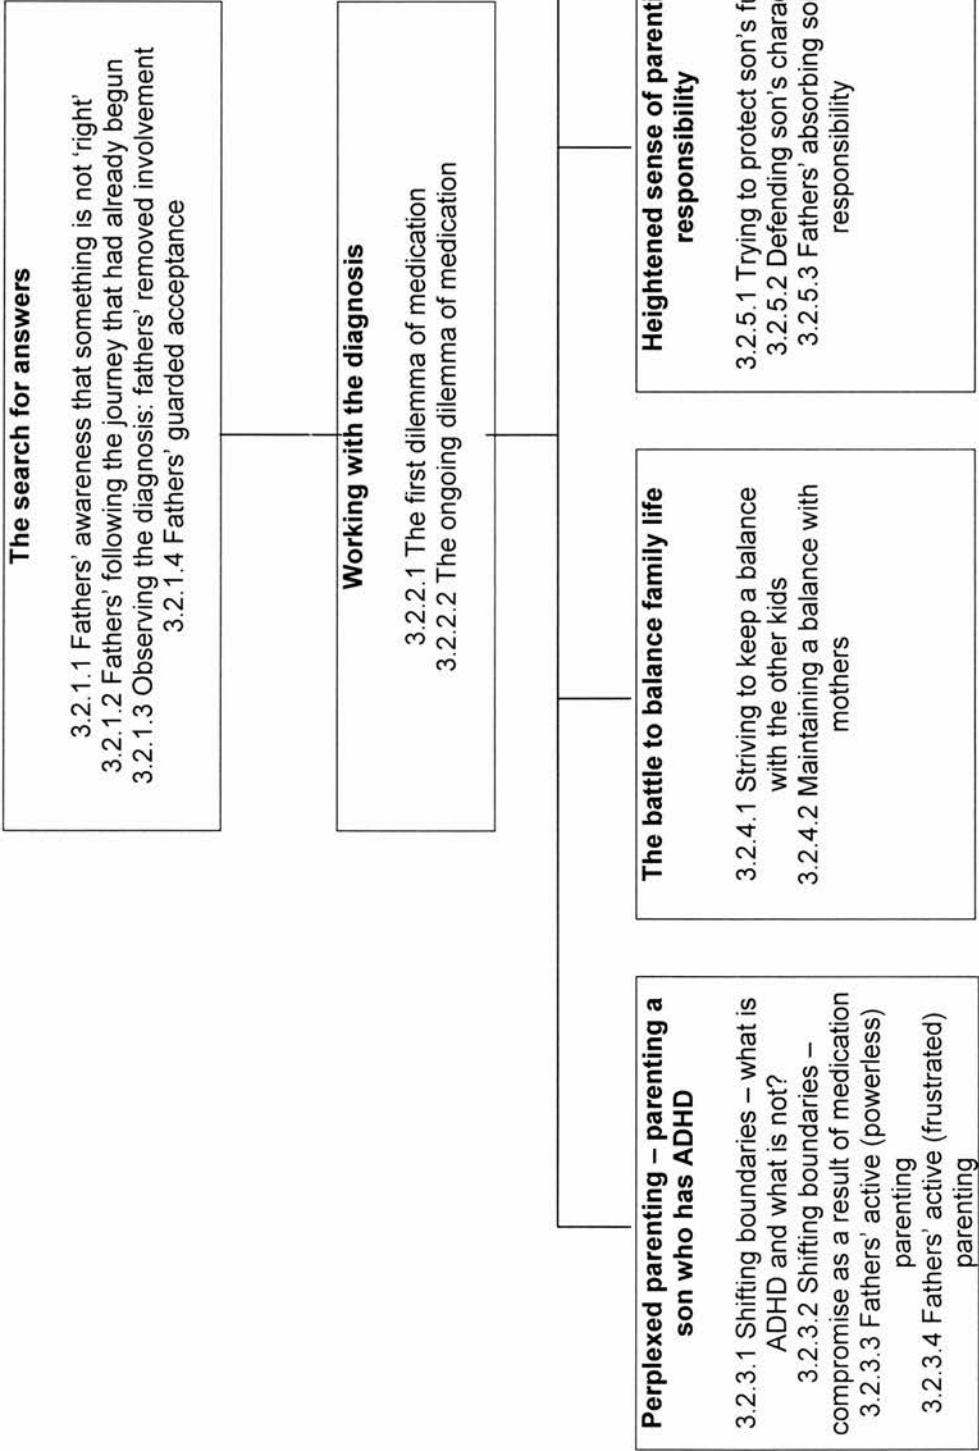 The search for answers
3.2.1.1 Fathers’ awareness that something is not ‘right’
3.2.1.2 Fathers’ following the journey that had already begun
3.2.1.3 Observing the diagnosis: fathers’ removed involvement
3.2.1.4 Fathers’ guarded acceptance
Working with the diagnosis
3.2.2.1 The first dilemma of medication
3.2.2.2 The ongoing dilemma of medication
Perplexed parenting – parenting a
son who has ADHD
3.2.3.1 Shifting boundaries – what is
ADHD and what is not?
3.2.3.2 Shifting boundaries –
compromise as a result of medication
3.2.3.3 Fathers’ active (powerless)
parenting
3.2.3.4 Fathers’ active (frustrated)
parenting
The battle to balance family life
3.2.4.1 Striving to keep a balance
with the other kids
3.2.4.2 Maintaining a balance with
mothers
Heightened sense of
responsibility
3.2.5.1 Trying to protect son’s
3.2.5.2 Defending son’s
3.2.5.3 Fathers’ absorbing
responsibility